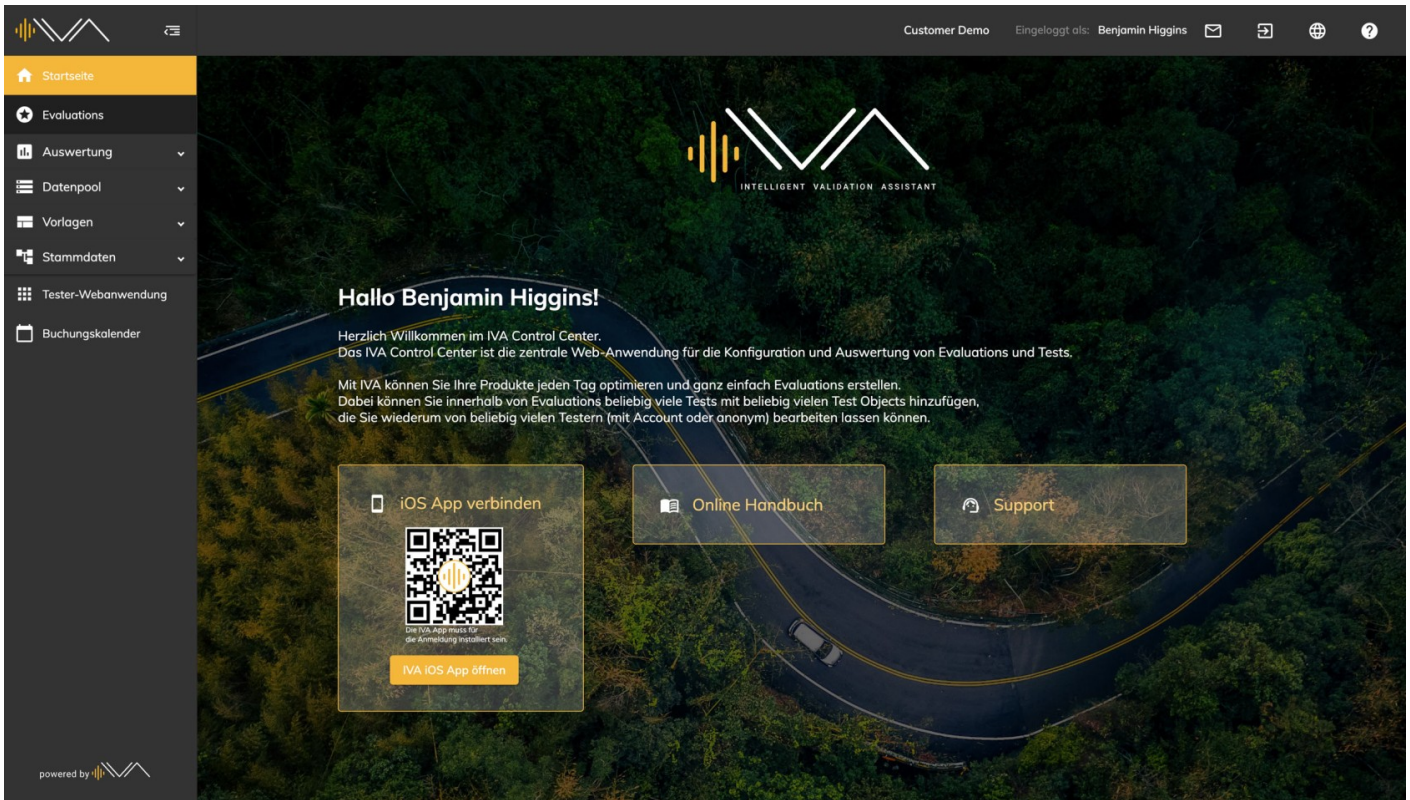 IVA
Customer Demo
Eingeloggt als: Benjamin Higgins
Startseite
Evaluations
Auswertung
Datenpool
Vorlagen
Stammdaten
Tester-Webanwendung
Buchungskalender
powered by IVA
IVA
INTELLIGENT VALIDATION ASSISTANT
Hallo Benjamin Higgins!
Herzlich Willkommen im IVA Control Center.
Das IVA Control Center ist die zentrale Web-Anwendung für die Konfiguration und Auswertung von Evaluations und Tests.
Mit IVA können Sie Ihre Produkte jeden Tag optimieren und ganz einfach Evaluations erstellen.
Dabei können Sie innerhalb von Evaluations beliebig viele Tests mit beliebig vielen Test Objects hinzufügen,
die Sie wiederum von beliebig vielen Testern (mit Account oder anonym) bearbeiten lassen können.
iOS App verbinden
Die IVA App muss für
die Anmeldung installiert sein.
IVA iOS App öffnen
Online Handbuch
Support